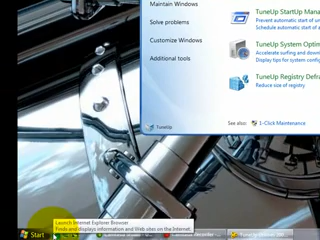 Maintain Windows
Solve problems
Customize Windows
Additional tools
TuneUp StartUp Mana
Prevent automatic start of un
Schedule automatic start of a
TuneUp System Optim
Accelerate surfing and down
Display tips for system confi
TuneUp Registry Defra
Reduce size of registry
See also:
1-Click Maintenance
TuneUp
Launch Internet Explorer Browser
Finds and displays information and Web sites on the Internet.
Start